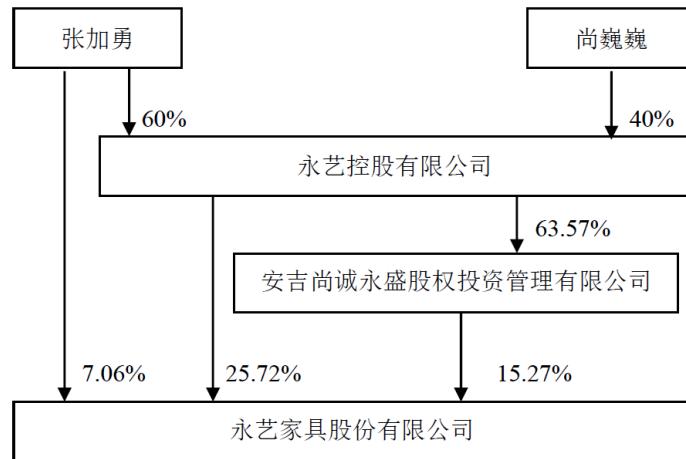 张加勇
尚巍巍
60%
40%
永艺控股有限公司
63.57%
安吉尚诚永盛股权投资管理有限公司
7.06%
25.72%
15.27%
永艺家具股份有限公司